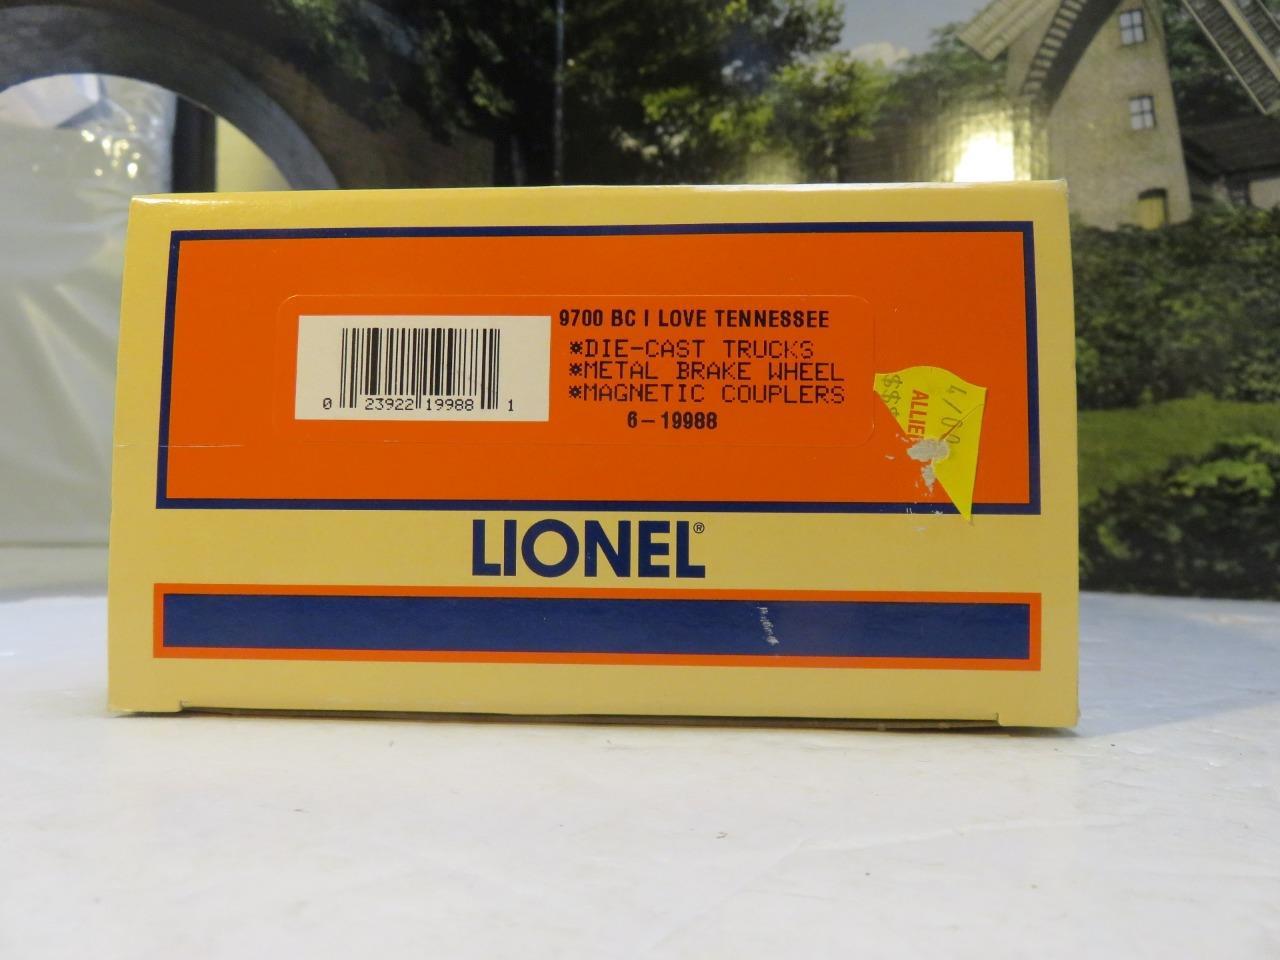 9700 BC I LOVE TENNESSEE
*DIE-CAST TRUCKS
*METAL BRAKE WHEEL
*MAGNETIC COUPLERS
6-19988
0 23922 19988 1
ALLIE
LIONEL®